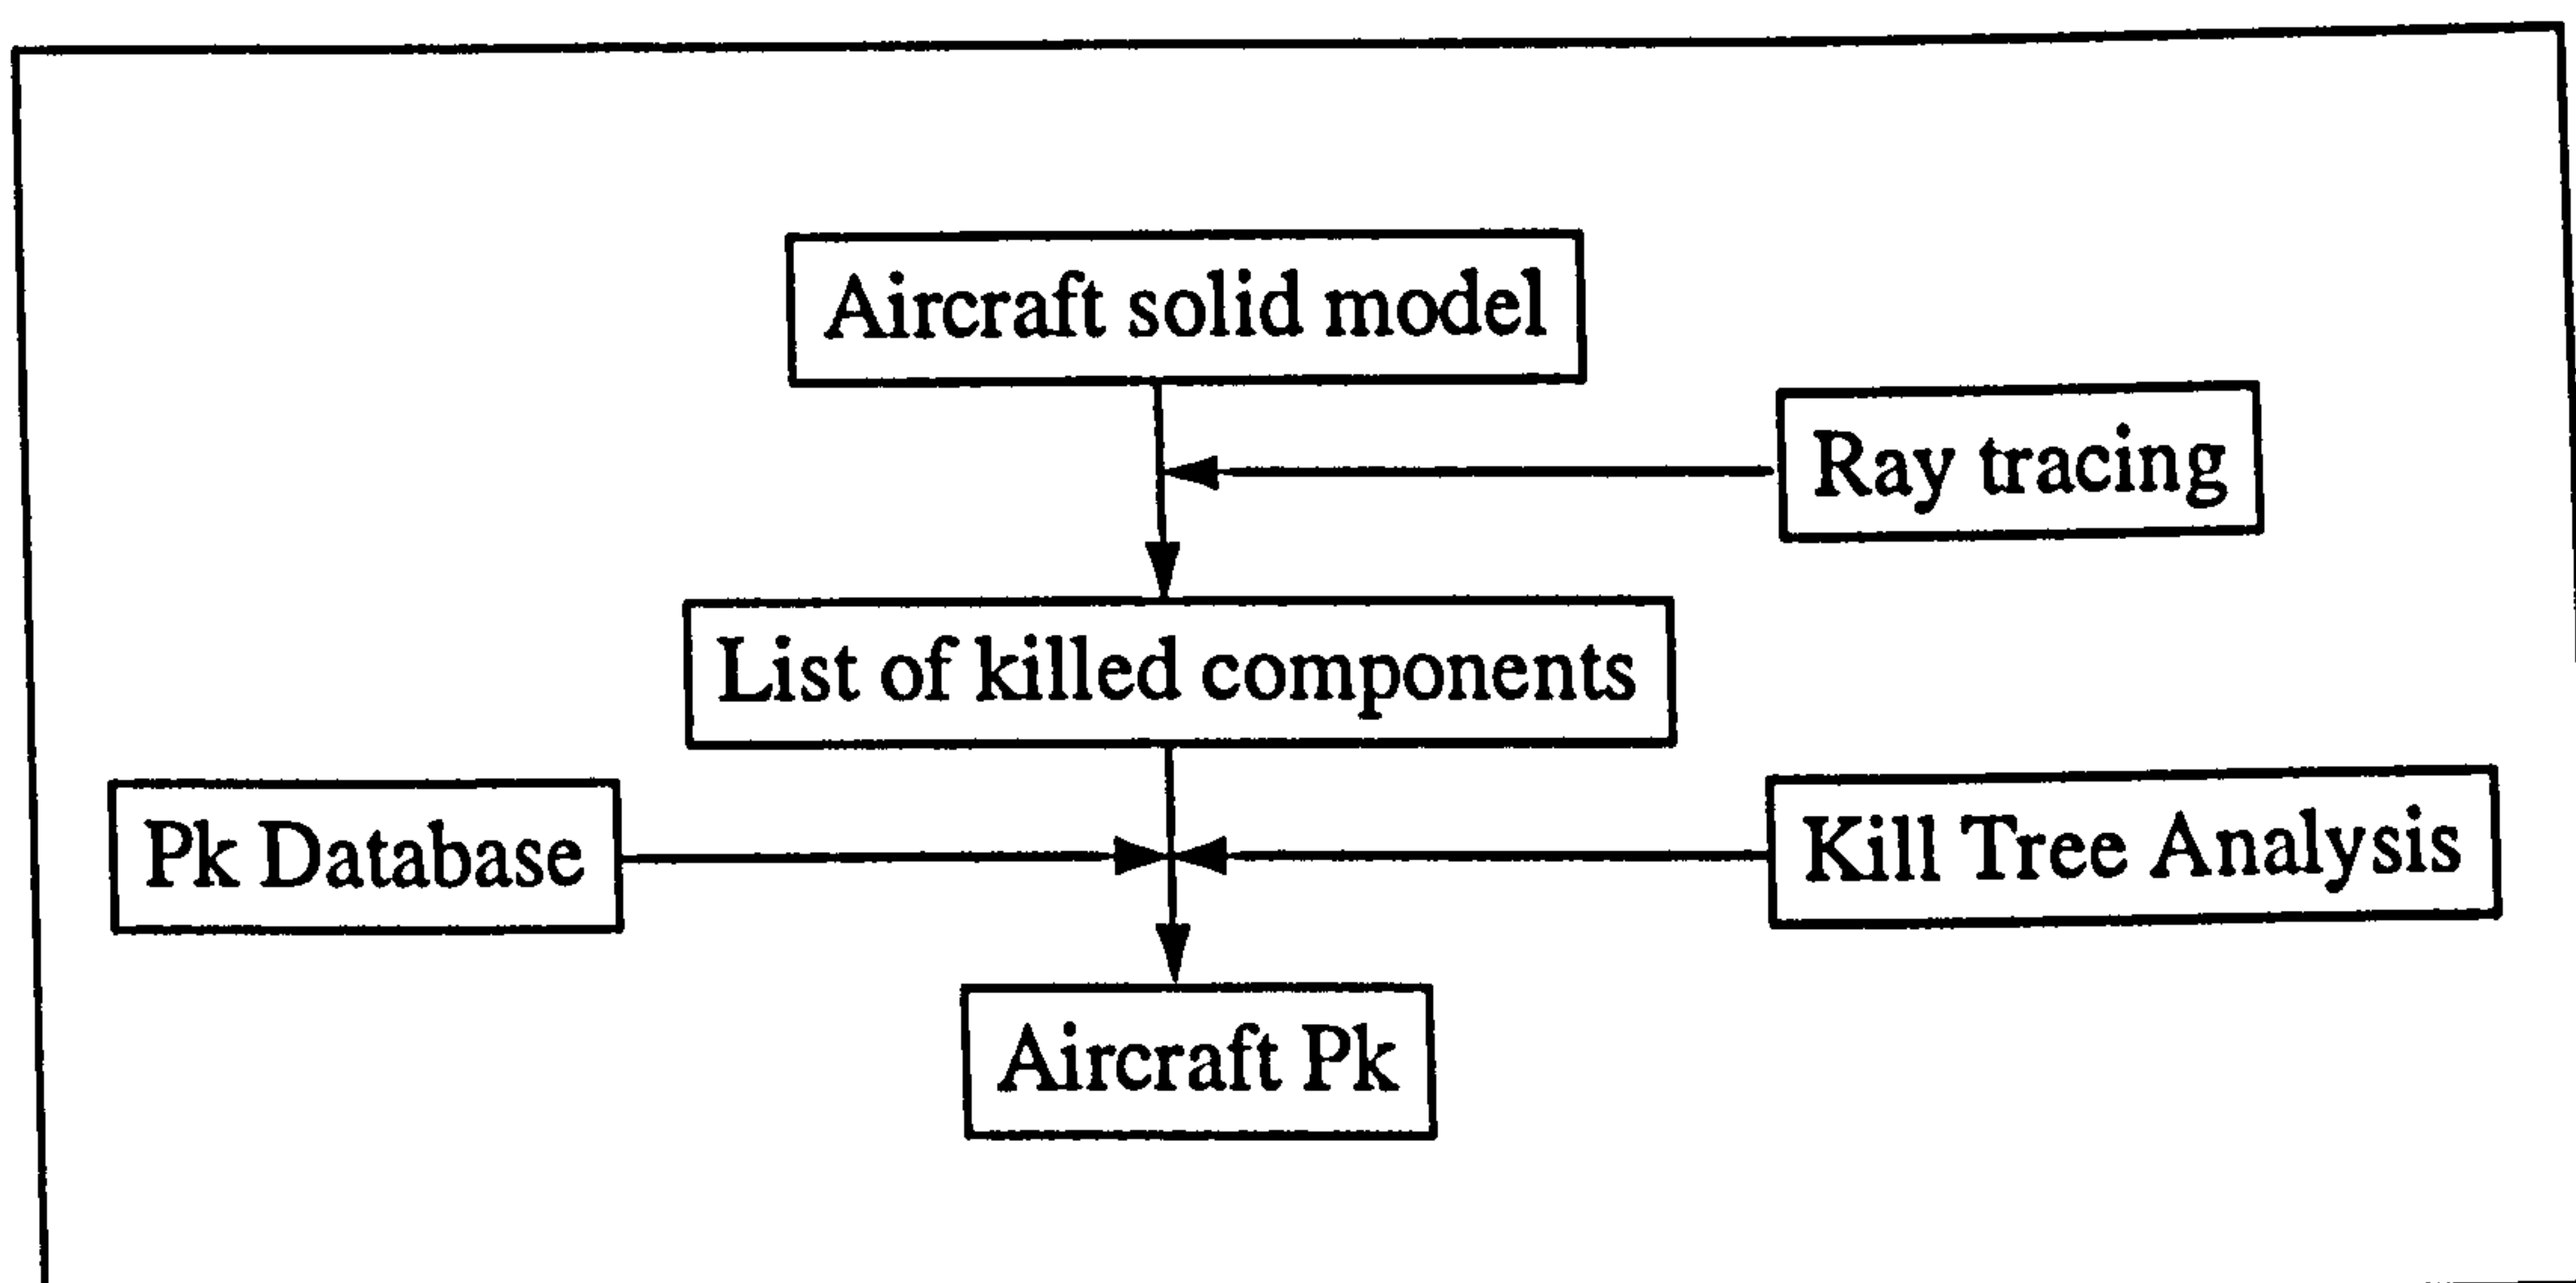 Aircraft solid model
Ray tracing
List of killed components
Pk Database
Kill Tree Analysis
Aircraft Pk